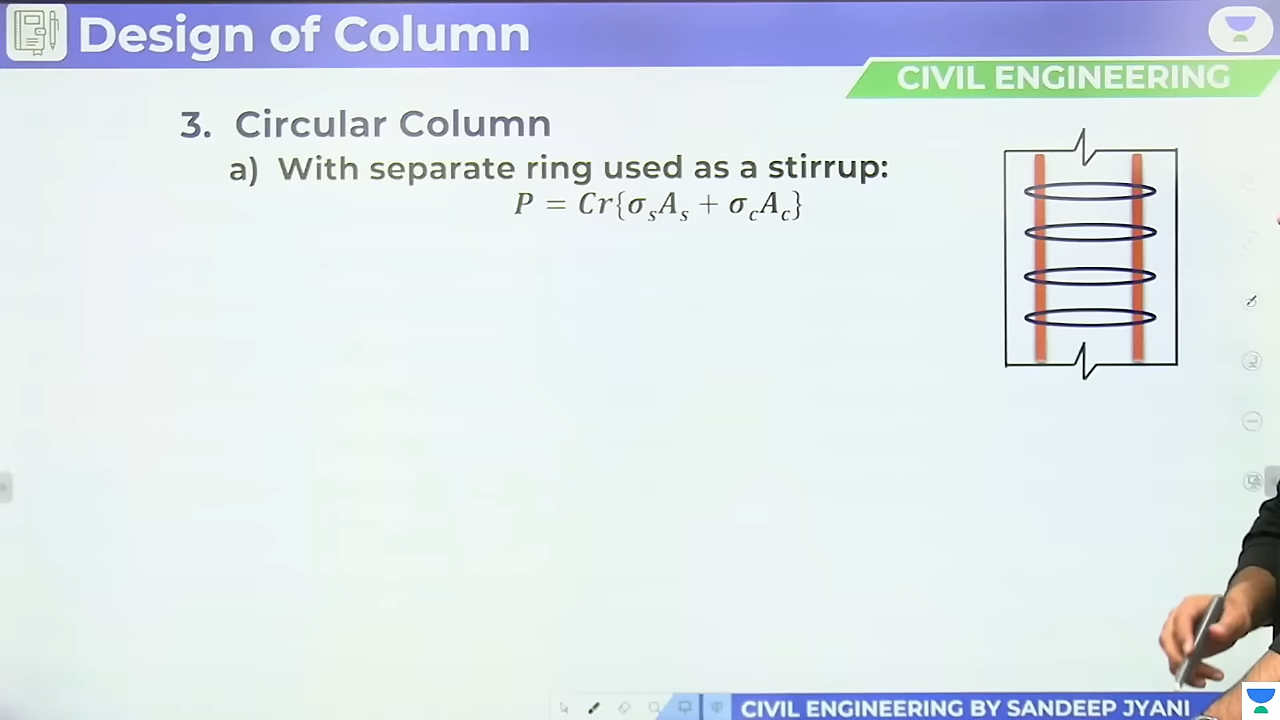 Design of Column
CIVIL ENGINEERING
3. Circular Column
a) With separate ring used as a stirrup:
P = Cr{σₛAₛ + σ_cA_c}
CIVIL ENGINEERING BY SANDEEP JYANI